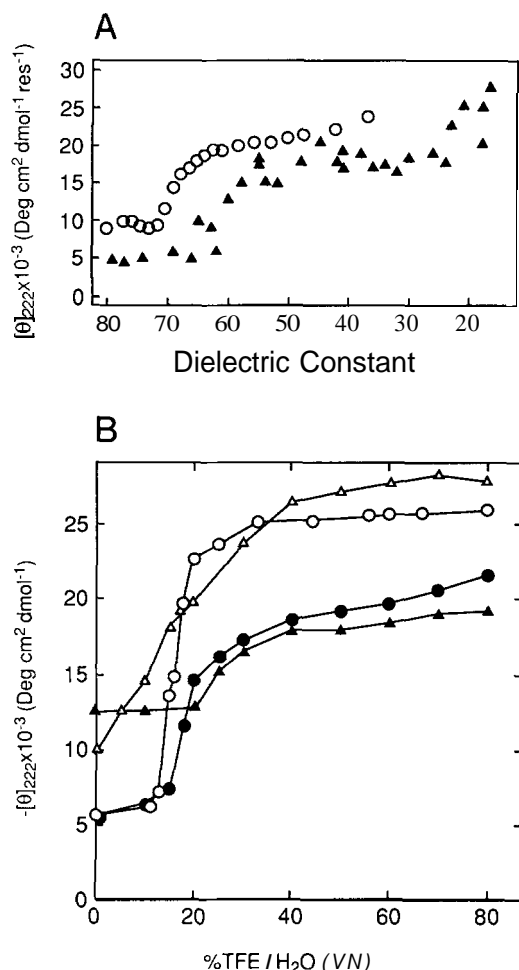 A
[θ]222x10-3 (Deg cm2 dmol-1 res-1)
30
25
20
15
10
5
0
80 70 60 50 40 30 20
Dielectric Constant
B
-[θ]222x10-3 (Deg cm2 dmol-1)
25
20
15
10
5
0
0 20 40 60 80
%TFE / H2O (VN)